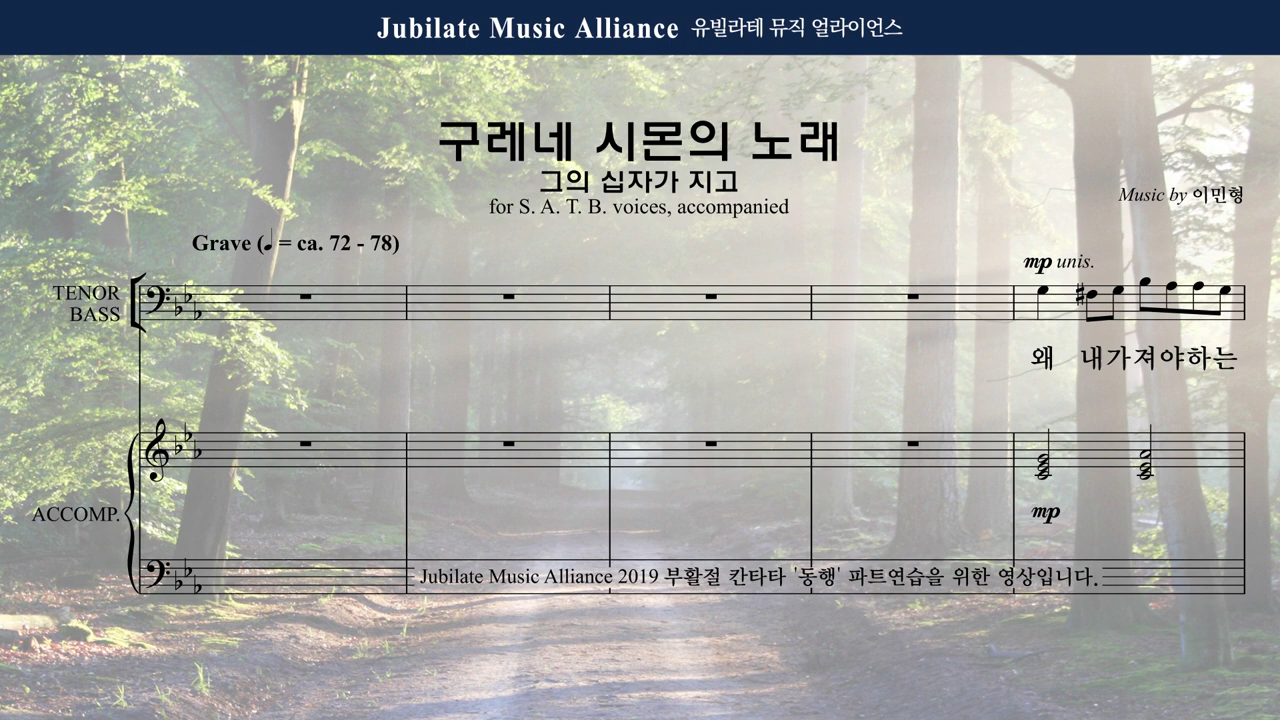 Jubilate Music Alliance 유빌라테 뮤직 얼라이언스
구레네 시몬의 노래
그의 십자가 지고
for S. A. T. B. voices, accompanied
Music by 이민형
Grave (♩ = ca. 72 - 78)
mp unis.
TENOR
BASS
왜 내가져야하는
ACCOMP.
mp
Jubilate Music Alliance 2019 부활절 칸타타 '동행' 파트연습을 위한 영상입니다.